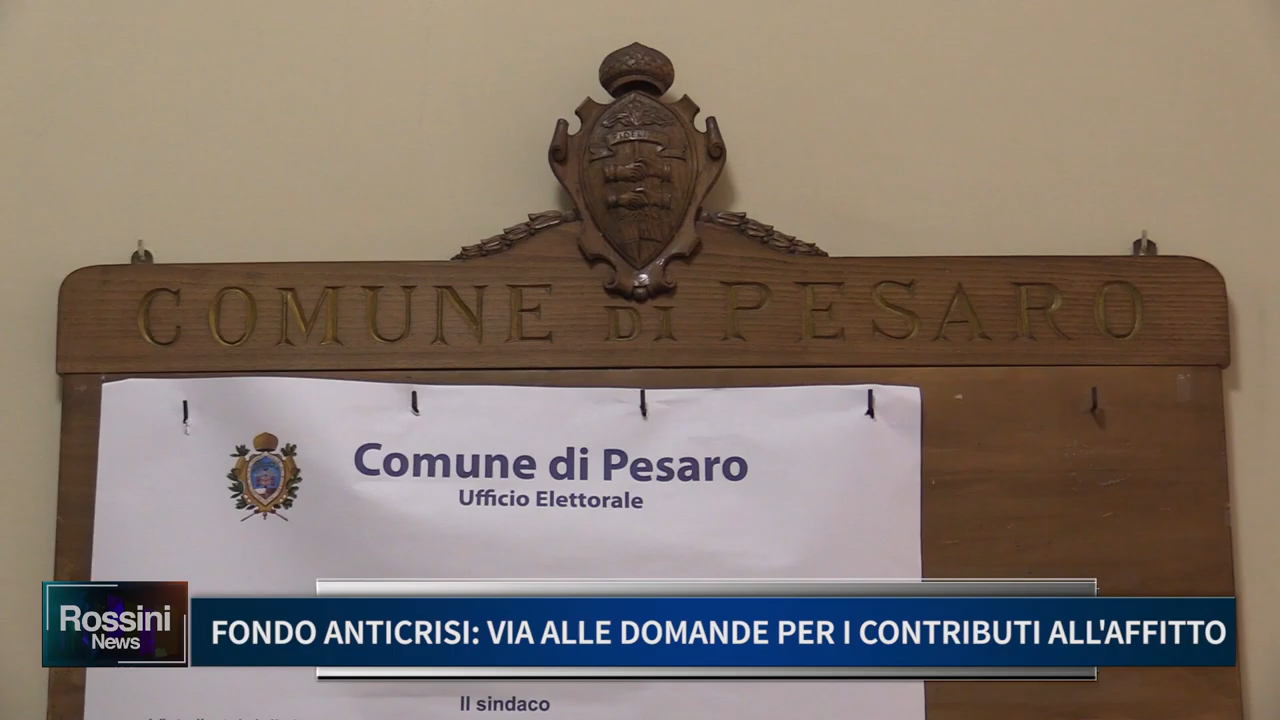 COMUNE DI PESARO
Comune di Pesaro
Ufficio Elettorale
Rossini
News
FONDO ANTICRISI: VIA ALLE DOMANDE PER I CONTRIBUTI ALL'AFFITTO
Il sindaco